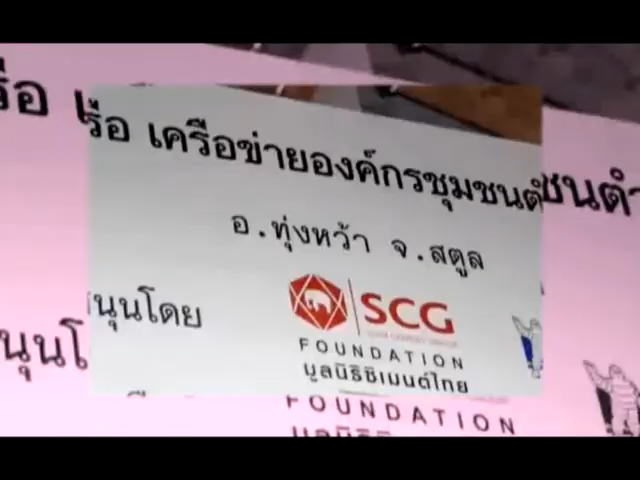 รือ เครือข่ายองค์กรชุมชนตำ
อ.ทุ่งหว้า จ.สตูล
นุนโดย
SCG
FOUNDATION
มูลนิธิซิเมนต์ไทย
FOUNDATION